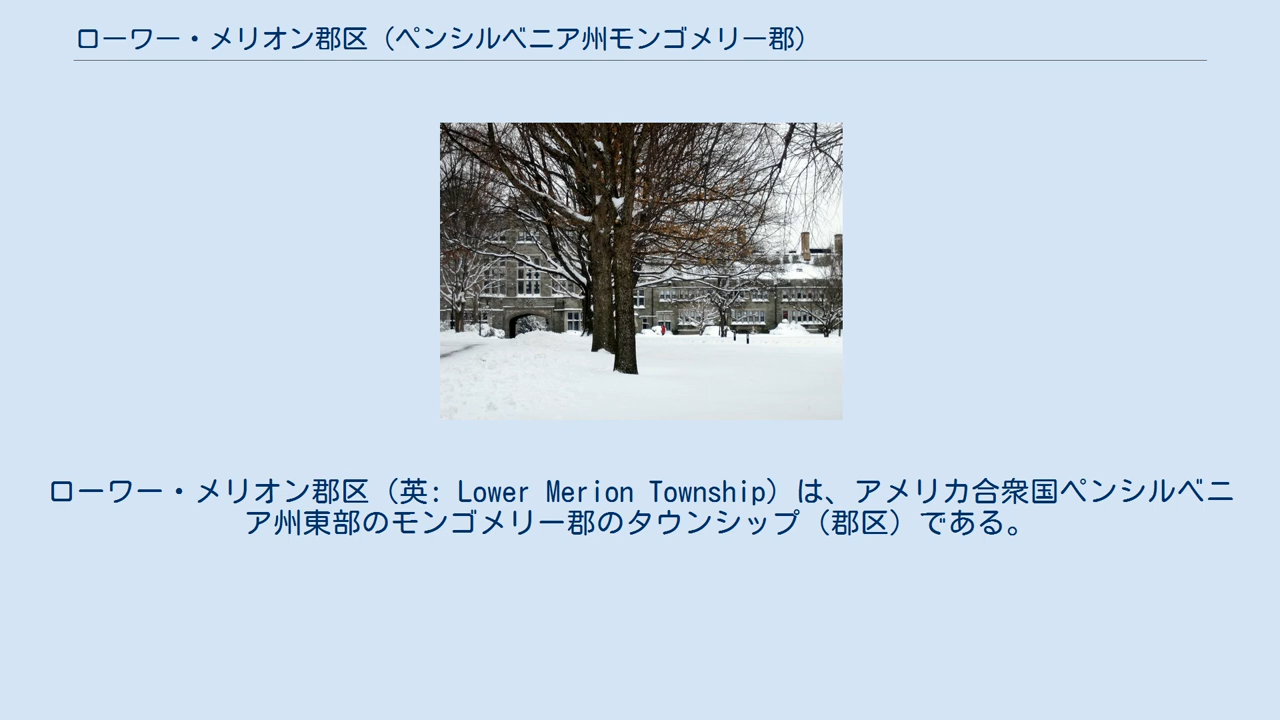 ローワー・メリオン郡区（ペンシルベニア州モンゴメリー郡）
ローワー・メリオン郡区（英: Lower Merion Township）は、アメリカ合衆国ペンシルベニ
ア州東部のモンゴメリー郡のタウンシップ（郡区）である。